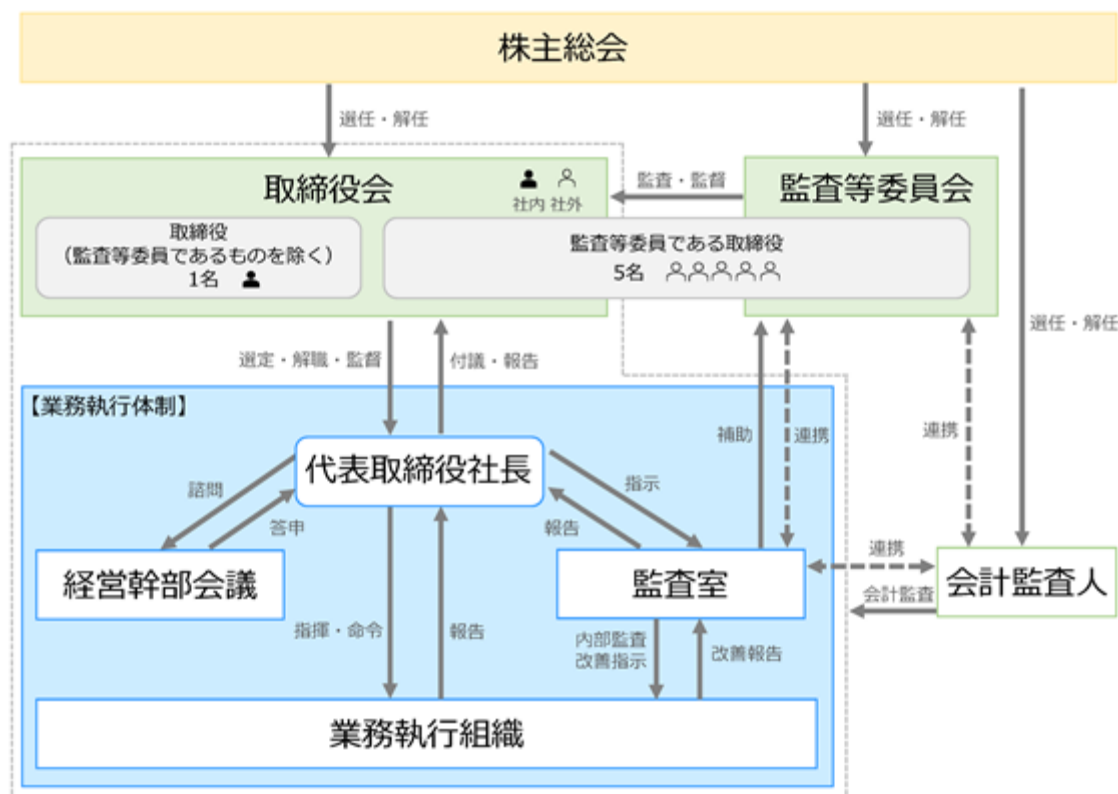 株主総会
選任・解任
選任・解任
取締役会
社内 社外
監査・監督
監査等委員会
取締役
（監査等委員であるものを除く）
1名
監査等委員である取締役
5名
選任・解任
選定・解職・監督
付議・報告
【業務執行体制】
補助
連携
連携
代表取締役社長
諮問
答申
指示
報告
経営幹部会議
監査室
連携
会計監査人
会計監査
指揮・命令
報告
内部監査
改善指示
改善報告
業務執行組織